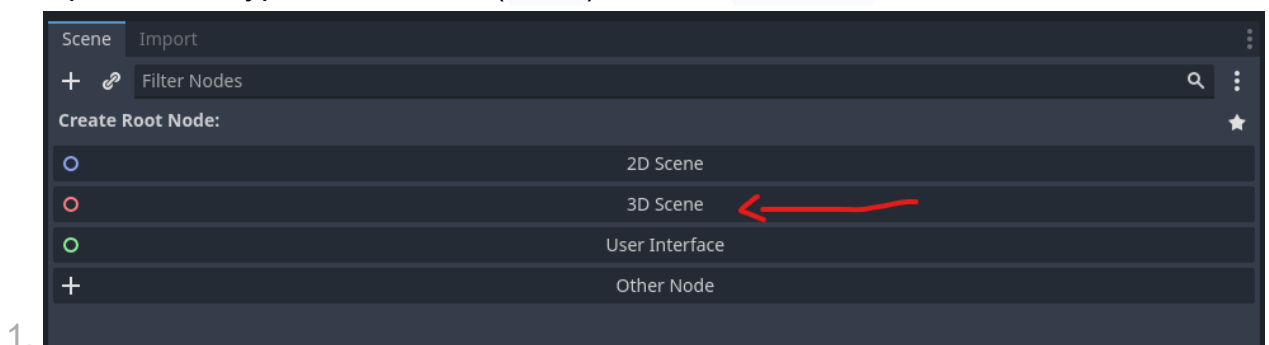 Scene Import
Filter Nodes
Create Root Node:
2D Scene
3D Scene
User Interface
Other Node
1.